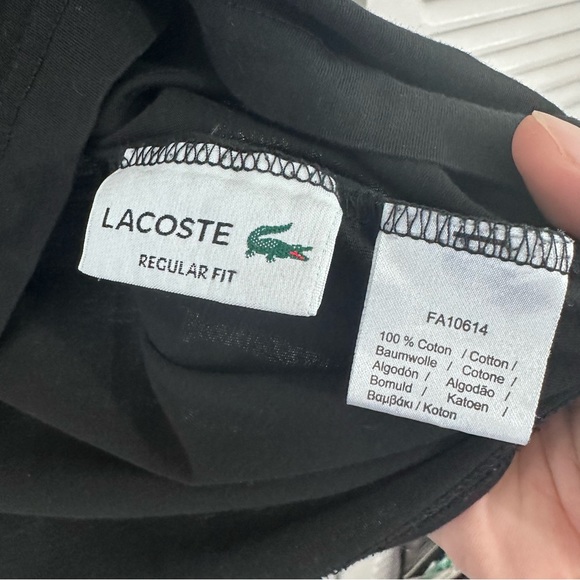 LACOSTE
REGULAR FIT
FA10614
100 % Coton / Cotton /
Baumwolle / Cotone /
Algodón / Algodão /
Bomuld / Katoen /
Βαμβάκι / Koton